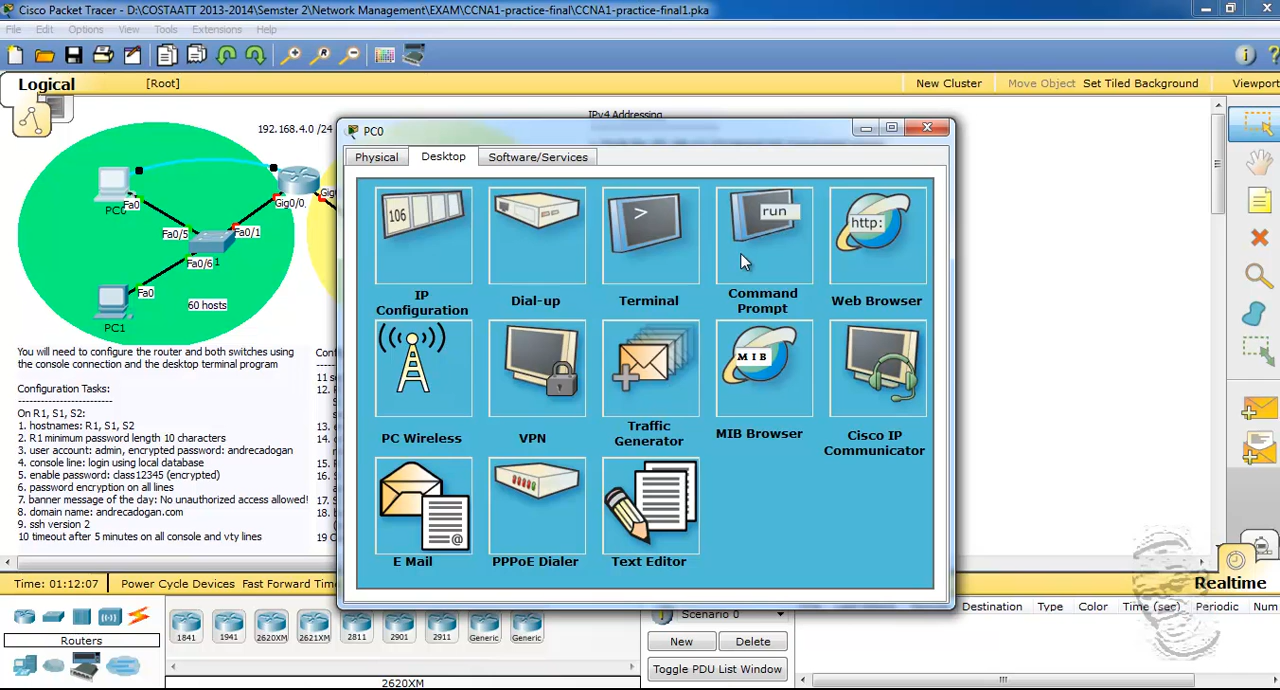 Cisco Packet Tracer - D:\COSTAATT 2013-2014\Semster 2\Network Management\EXAM\CCNA1-practice-final\CCNA1-practice-final1.pka
File Edit Options View Tools Extensions Help
Logical [Root] New Cluster Move Object Set Tiled Background Viewport
IPv4 Addressing
192.168.4.0 /24
PC0
Fa0
Gig0/0
Fa0/5
Fa0/1
Fa0/6
Fa0
PC1
60 hosts
You will need to configure the router and both switches using
the console connection and the desktop terminal program
Configuration Tasks:
-------------------------
On R1, S1, S2:
1. hostnames: R1, S1, S2
2. R1 minimum password length 10 characters
3. user account: admin, encrypted password: andrecadogan
4. console line: login using local database
5. enable password: class12345 (encrypted)
6. password encryption on all lines
7. banner message of the day: No unauthorized access allowed!
8. domain name: andrecadogan.com
9. ssh version 2
10 timeout after 5 minutes on all console and vty lines
PC0
Physical Desktop Software/Services
106
>
run
http:
IP Configuration
Dial-up
Terminal
Command Prompt
Web Browser
MIB
PC Wireless
VPN
Traffic Generator
MIB Browser
Cisco IP Communicator
E Mail
PPPoE Dialer
Text Editor
Time: 01:12:07 Power Cycle Devices Fast Forward Time
Realtime
Routers
1841 1941 2620XM 2621XM 2811 2901 2911 Generic Generic
2620XM
Scenario 0
New Delete
Toggle PDU List Window
Destination Type Color Time (sec) Periodic Num